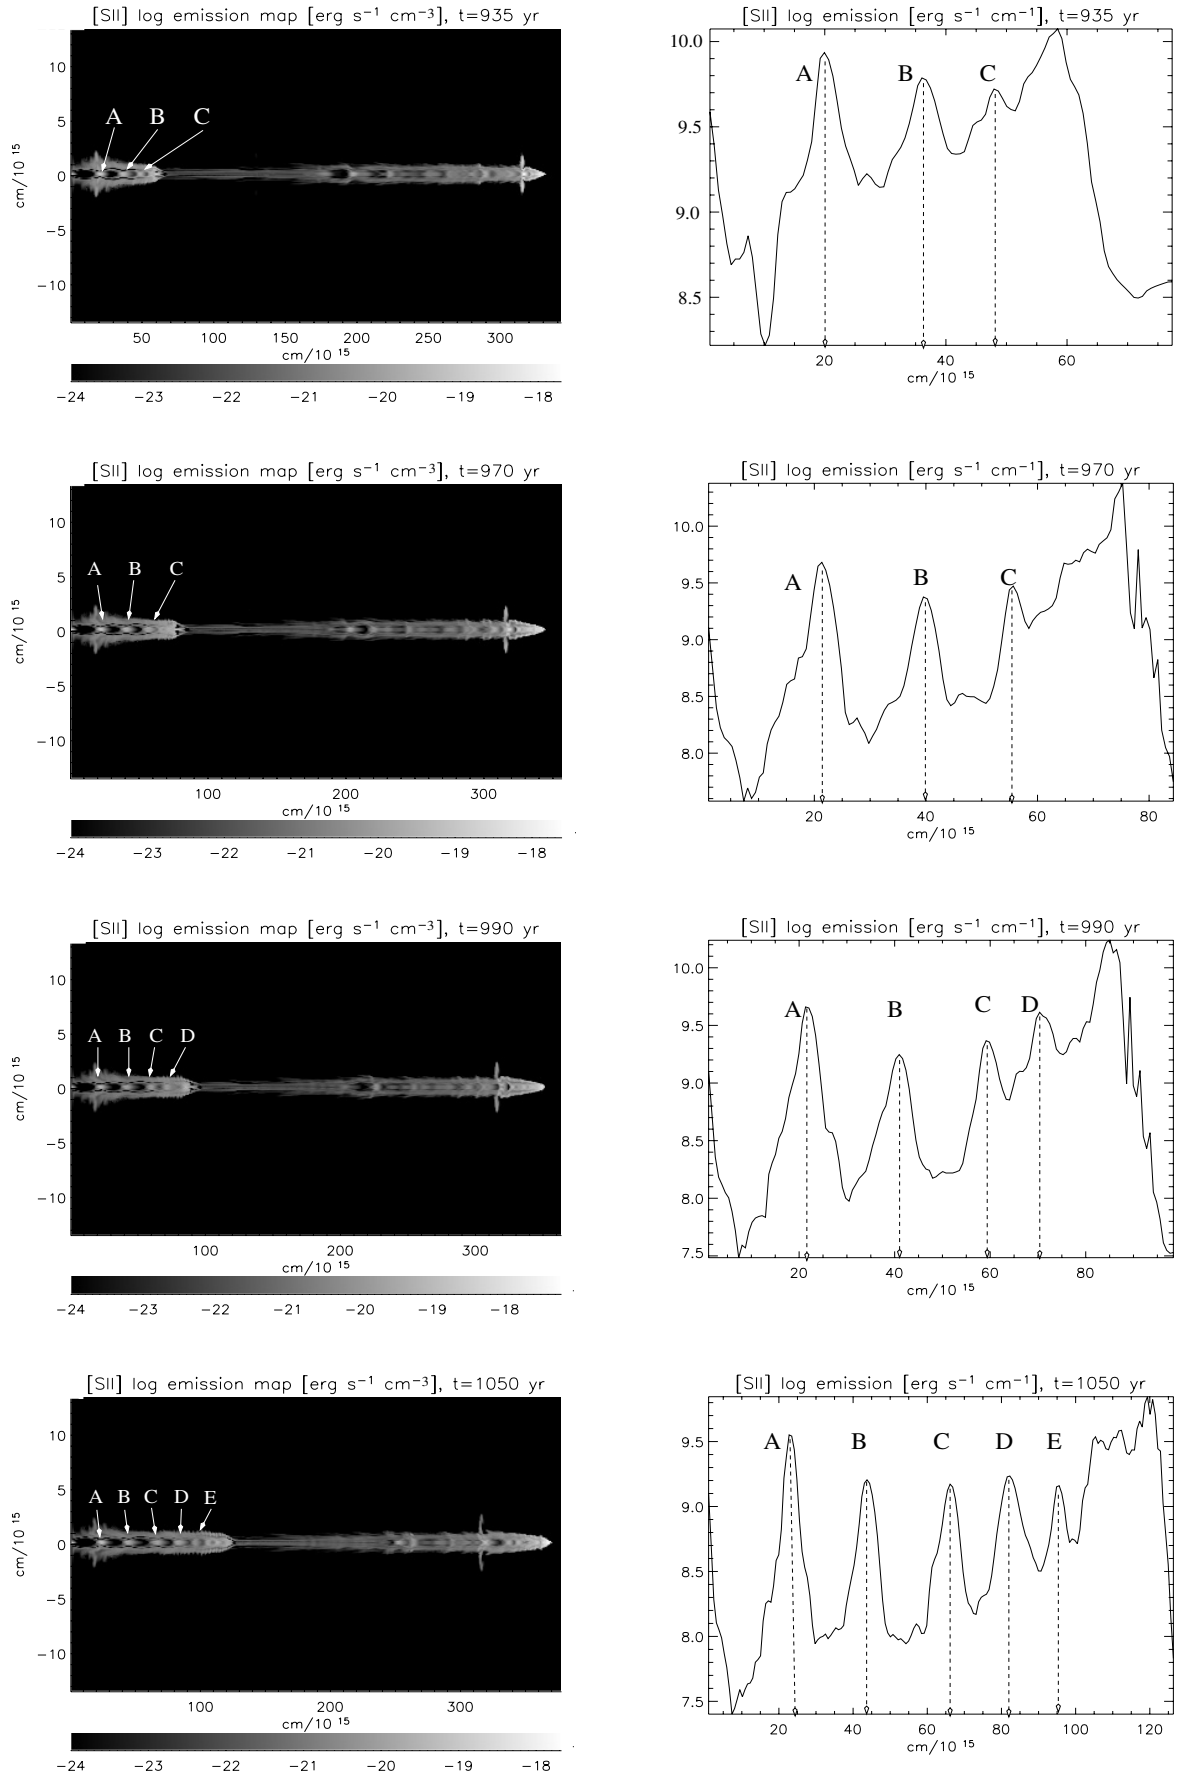 [SII] log emission map [erg s−1 cm−3], t=935 yr
10
5
0
−5
−10
cm/10 15
A B C
50 100 150 200 250 300
cm/10 15
−24 −23 −22 −21 −20 −19 −18
[SII] log emission [erg s−1 cm−1], t=935 yr
10.0
9.5
9.0
8.5
A B C
20 40 60
cm/10 15
[SII] log emission map [erg s−1 cm−3], t=970 yr
10
5
0
−5
−10
cm/10 15
A B C
100 200 300
cm/10 15
−24 −23 −22 −21 −20 −19 −18
[SII] log emission [erg s−1 cm−1], t=970 yr
10.0
9.5
9.0
8.5
8.0
A B C
20 40 60 80
cm/10 15
[SII] log emission map [erg s−1 cm−3], t=990 yr
10
5
0
−5
−10
cm/10 15
A B C D
100 200 300
cm/10 15
−24 −23 −22 −21 −20 −19 −18
[SII] log emission [erg s−1 cm−1], t=990 yr
10.0
9.5
9.0
8.5
8.0
7.5
A B C D
20 40 60 80
cm/10 15
[SII] log emission map [erg s−1 cm−3], t=1050 yr
10
5
0
−5
−10
cm/10 15
A B C D E
100 200 300
cm/10 15
−24 −23 −22 −21 −20 −19 −18
[SII] log emission [erg s−1 cm−1], t=1050 yr
9.5
9.0
8.5
8.0
7.5
A B C D E
20 40 60 80 100 120
cm/10 15